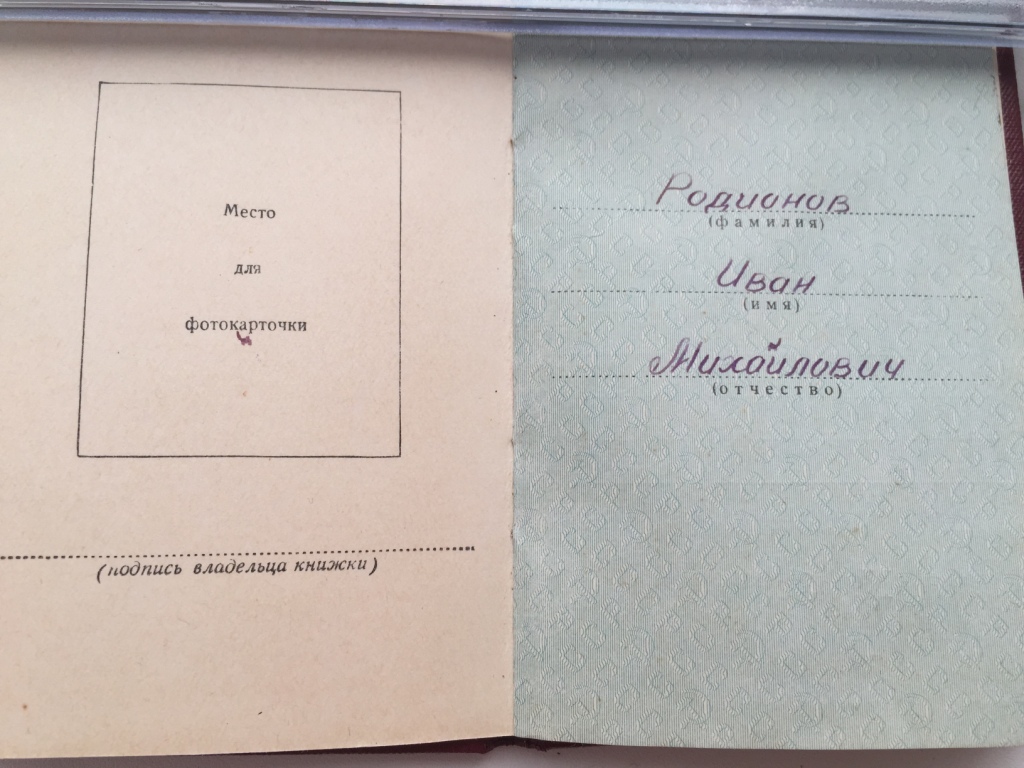 Место
для
фотокарточки
(подпись владельца книжки)
Родионов
(фамилия)
Иван
(имя)
Михайлович
(отчество)